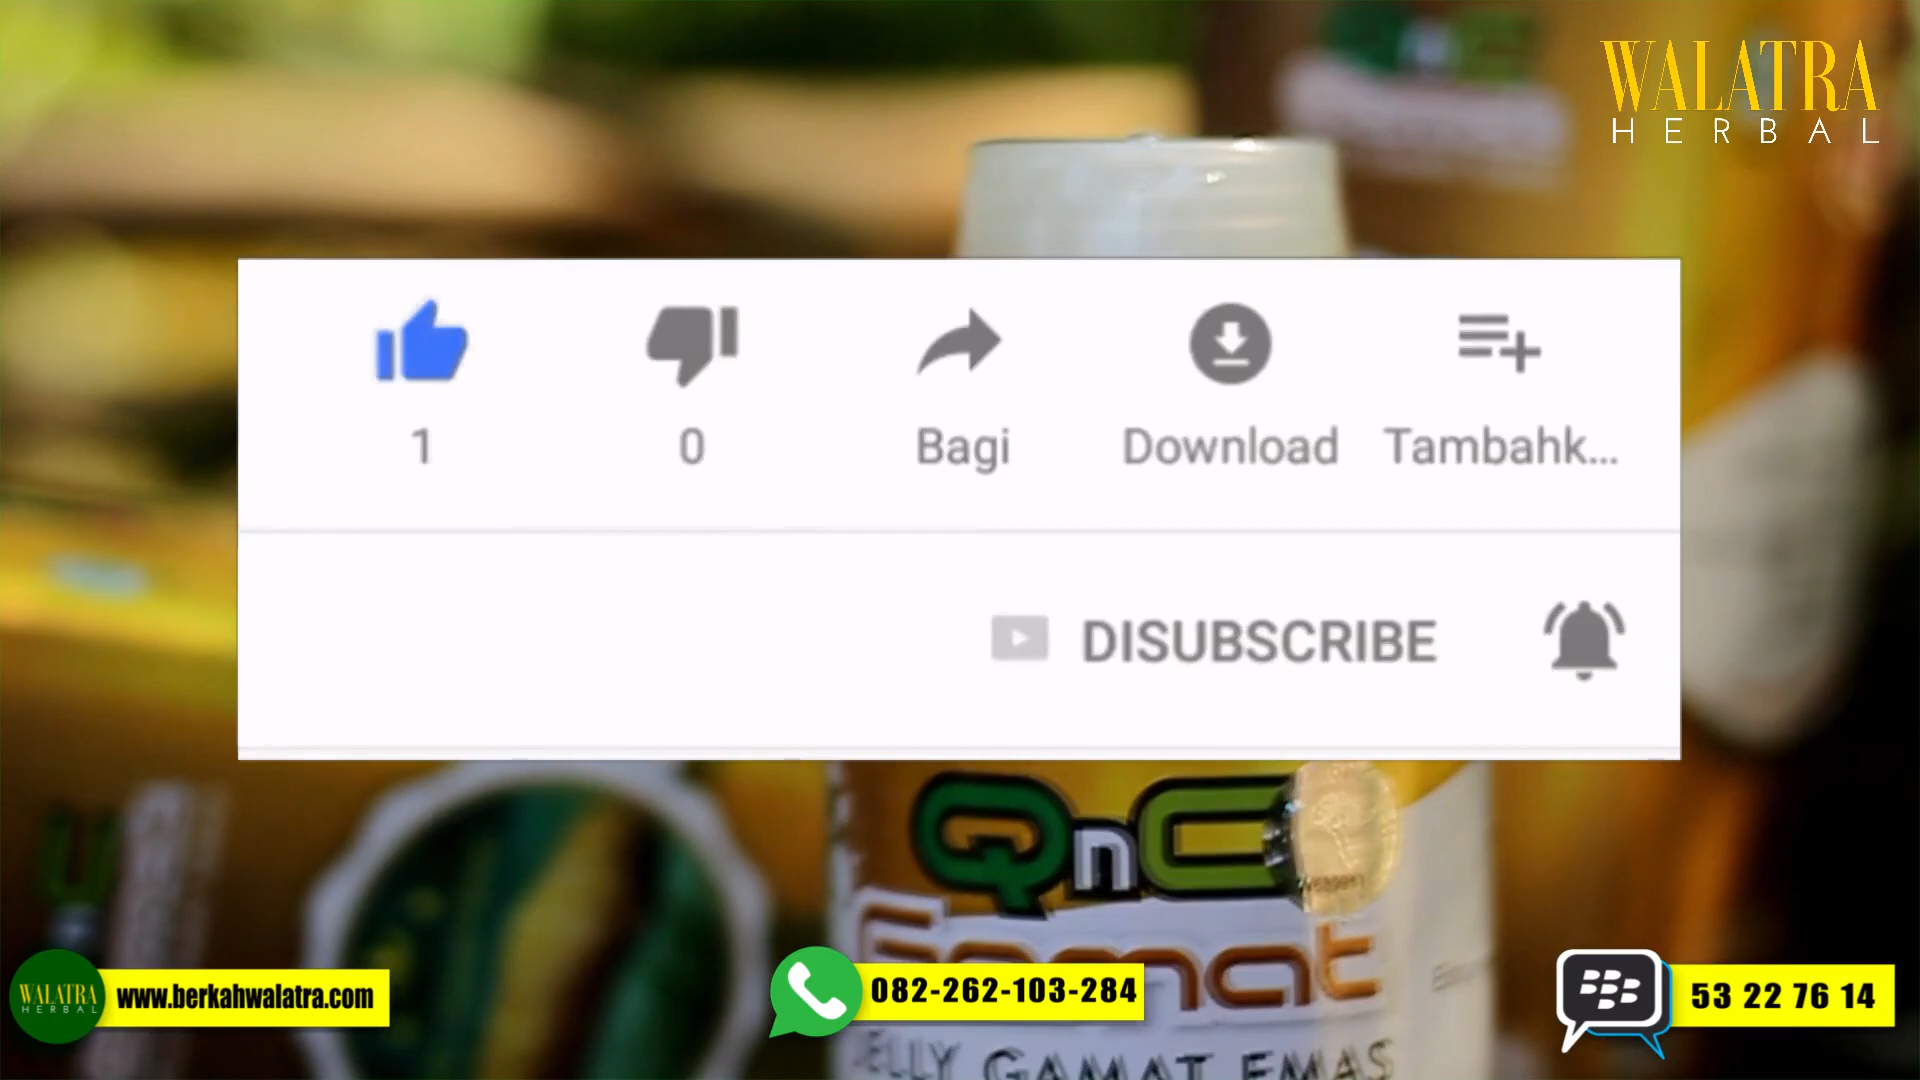 WALATRA
HERBAL
1
0
Bagi
Download
Tambahk...
DISUBSCRIBE
QnC
Gamat
JELLY GAMAT EMAS
WALATRA
HERBAL
www.berkahwalatra.com
082-262-103-284
53 22 76 14